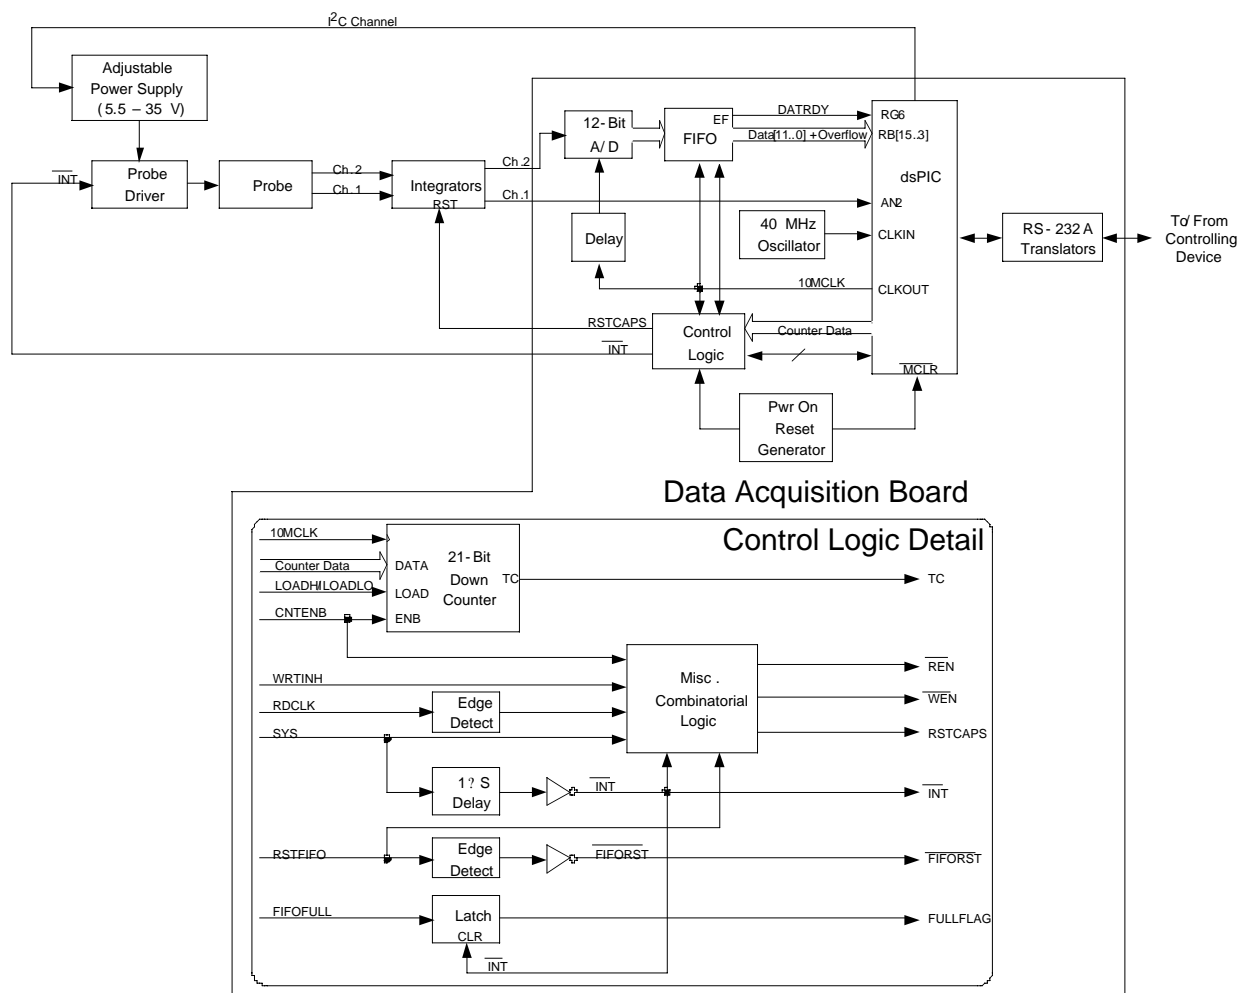 I²C Channel
Adjustable
Power Supply
(5.5 – 35 V)
INT
Probe
Driver
Probe
Ch. 2
Ch. 1
Integrators
RST
Ch.2
Ch.1
12-Bit
A/D
EF
FIFO
DATRDY
Data[11..0] +Overflow
RG6
RB[15..3]
dsPIC
AN2
CLKIN
CLKOUT
MCLR
40 MHz
Oscillator
Delay
10MCLK
RSTCAPS
INT
Control
Logic
Counter Data
RS-232A
Translators
To/From
Controlling
Device
Pwr On
Reset
Generator
Data Acquisition Board
Control Logic Detail
10MCLK
Counter Data
LOADHI/LOADLO
CNTENB
DATA
LOAD
ENB
21-Bit
Down
Counter
TC
TC
WRTINH
RDCLK
SYS
Edge
Detect
Misc.
Combinatorial
Logic
REN
WEN
RSTCAPS
1? S
Delay
INT
INT
RSTFIFO
Edge
Detect
FIFORST
FIFORST
FIFOFULL
Latch
CLR
FULLFLAG
INT